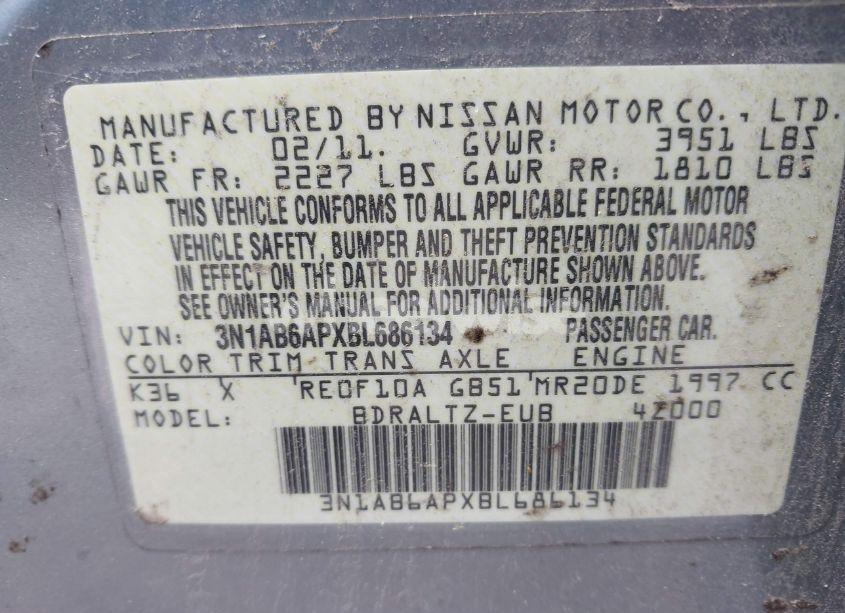 MANUFACTURED BY NISSAN MOTOR CO., LTD.
DATE: 02/11. GVWR: 3951 LBS
GAWR FR: 2227 LBS GAWR RR: 1810 LBS
THIS VEHICLE CONFORMS TO ALL APPLICABLE FEDERAL MOTOR
VEHICLE SAFETY, BUMPER AND THEFT PREVENTION STANDARDS
IN EFFECT ON THE DATE OF MANUFACTURE SHOWN ABOVE.
SEE OWNER'S MANUAL FOR ADDITIONAL INFORMATION.
VIN: 3N1AB6APXBL686134 PASSENGER CAR.
COLOR TRIM TRANS AXLE ENGINE
K36 X RE0F10A GB51 MR20DE 1997 CC
MODEL: BDRALTZ-EUB 4Z000
3N1AB6APXBL686134